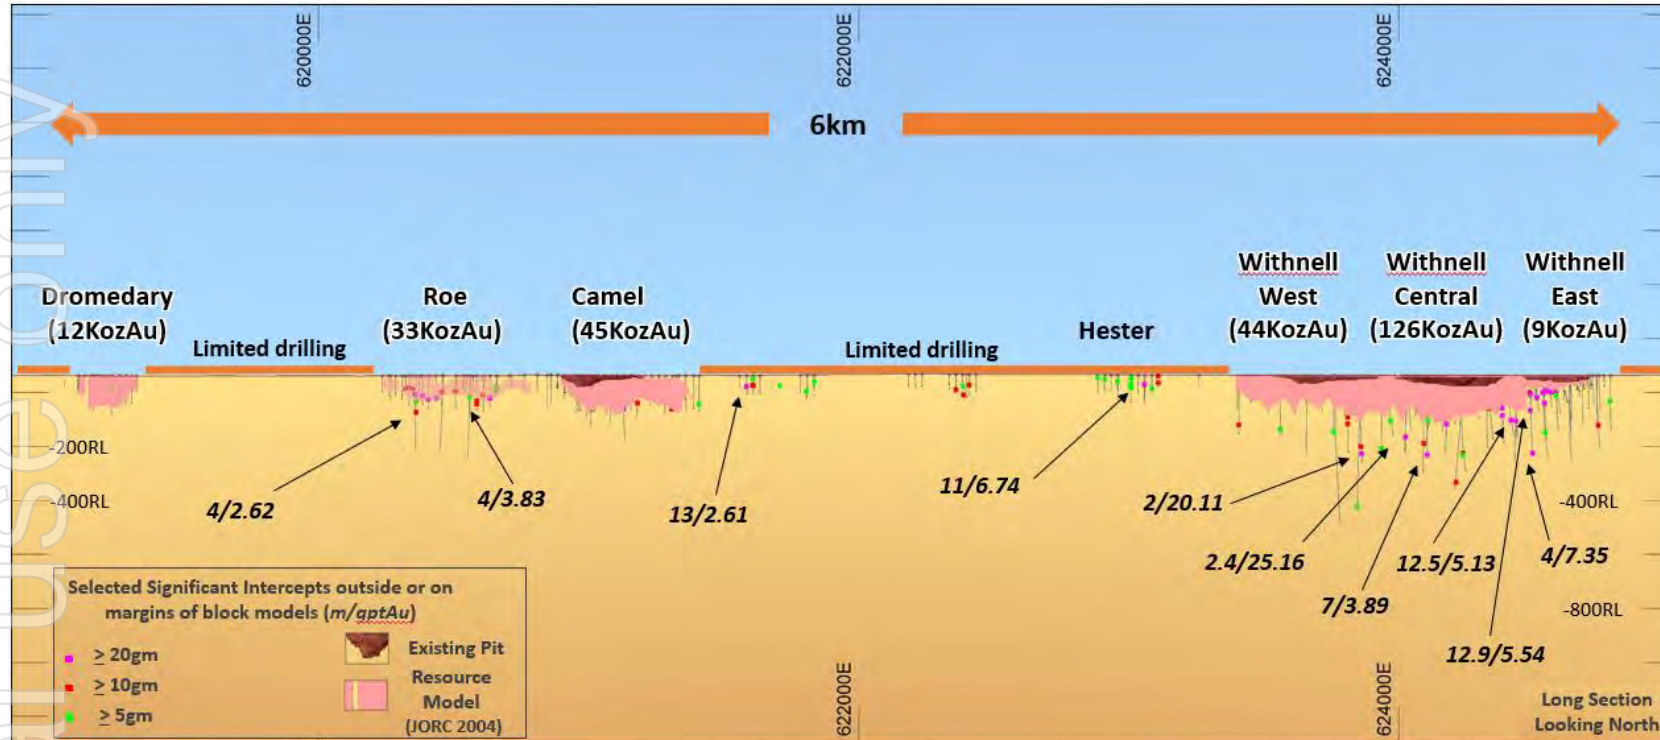 620000E
622000E
624000E
6km
Dromedary
(12KozAu)
Limited drilling
Roe
(33KozAu)
Camel
(45KozAu)
Limited drilling
Hester
Withnell
West
(44KozAu)
Withnell
Central
(126KozAu)
Withnell
East
(9KozAu)
-200RL
-400RL
-400RL
-800RL
4/2.62
4/3.83
13/2.61
11/6.74
2/20.11
2.4/25.16
7/3.89
12.5/5.13
4/7.35
12.9/5.54
Selected Significant Intercepts outside or on
margins of block models (m/gptAu)
≥ 20gm
≥ 10gm
≥ 5gm
Existing Pit
Resource
Model
(JORC 2004)
622000E
624000E
Long Section
Looking North
al use only